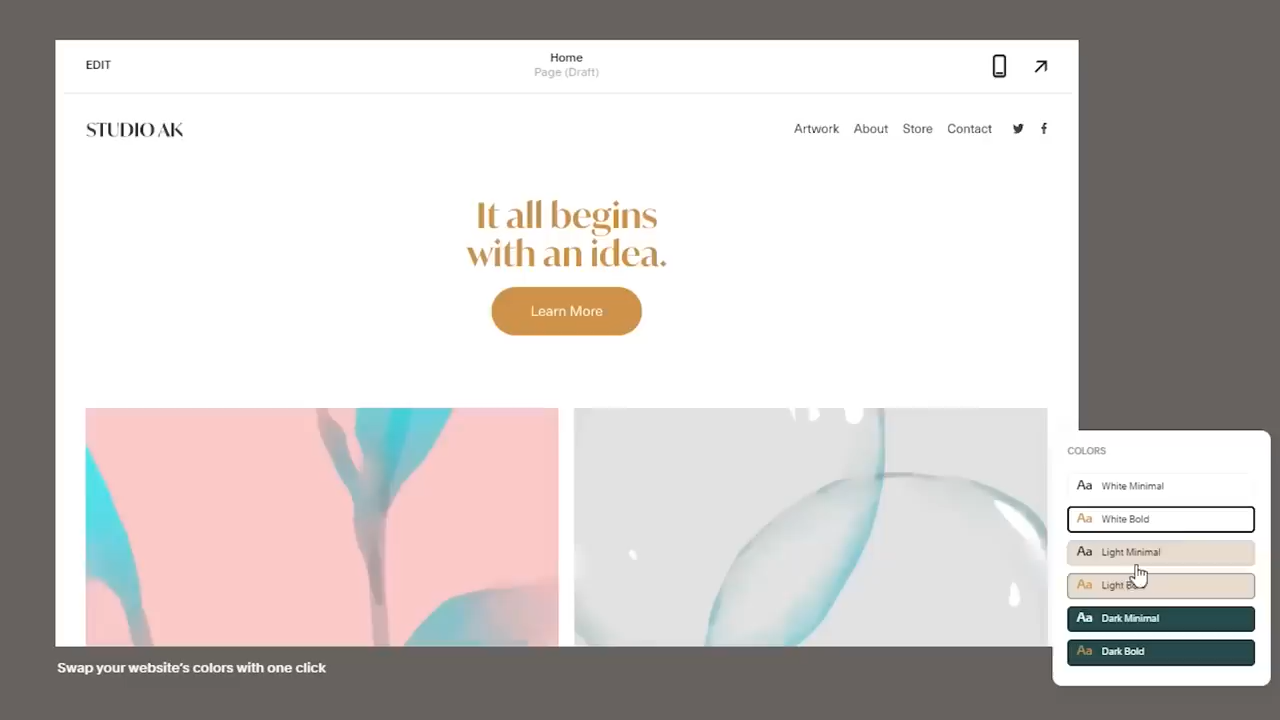 EDIT
Home
Page (Draft)
STUDIO AK
Artwork About Store Contact
It all begins
with an idea.
Learn More
COLORS
Aa White Minimal
Aa White Bold
Aa Light Minimal
Aa Light
Aa Dark Minimal
Aa Dark Bold
Swap your website's colors with one click